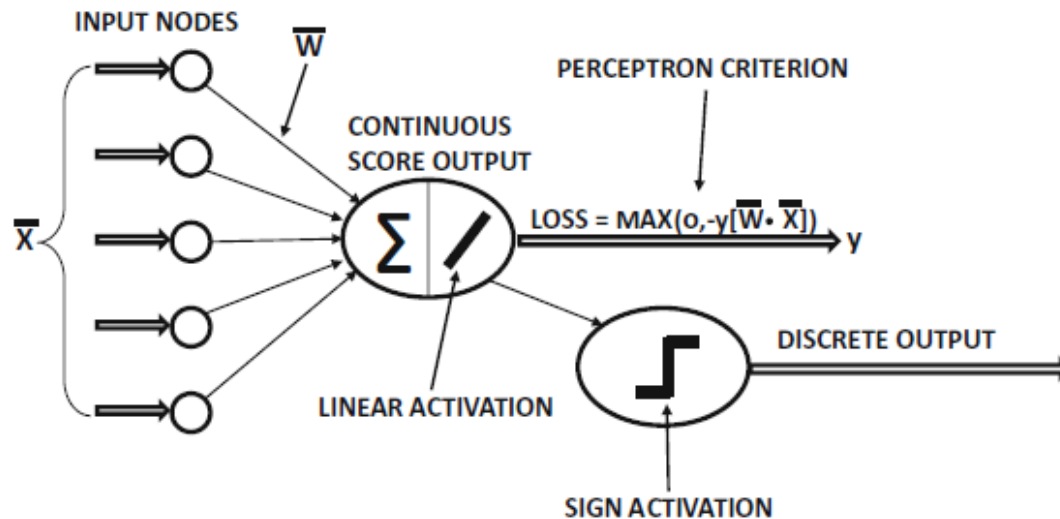 INPUT NODES
W̅
PERCEPTRON CRITERION
CONTINUOUS
SCORE OUTPUT
X̅
∑
LOSS = MAX(o,-y[W̅• X̅])
y
DISCRETE OUTPUT
LINEAR ACTIVATION
SIGN ACTIVATION